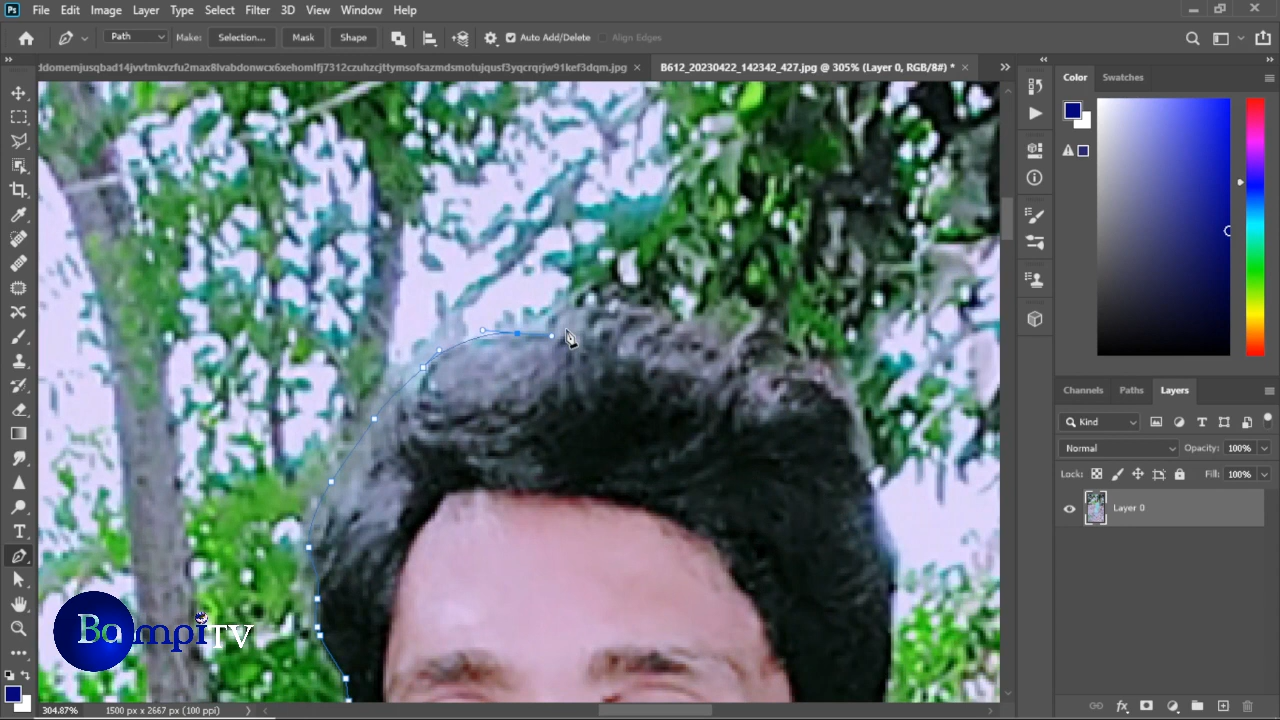 Ps File Edit Image Layer Type Select Filter 3D View Window Help
Path Make: Selection... Mask Shape Auto Add/Delete Align Edges
B612_20230422_142342_427.jpg @ 305% (Layer 0, RGB/8#) *
Color Swatches
Channels Paths Layers
Kind
Normal Opacity: 100%
Lock: Fill: 100%
Layer 0
BampiTV
304.87% 1500 px x 2667 px (100 ppi)